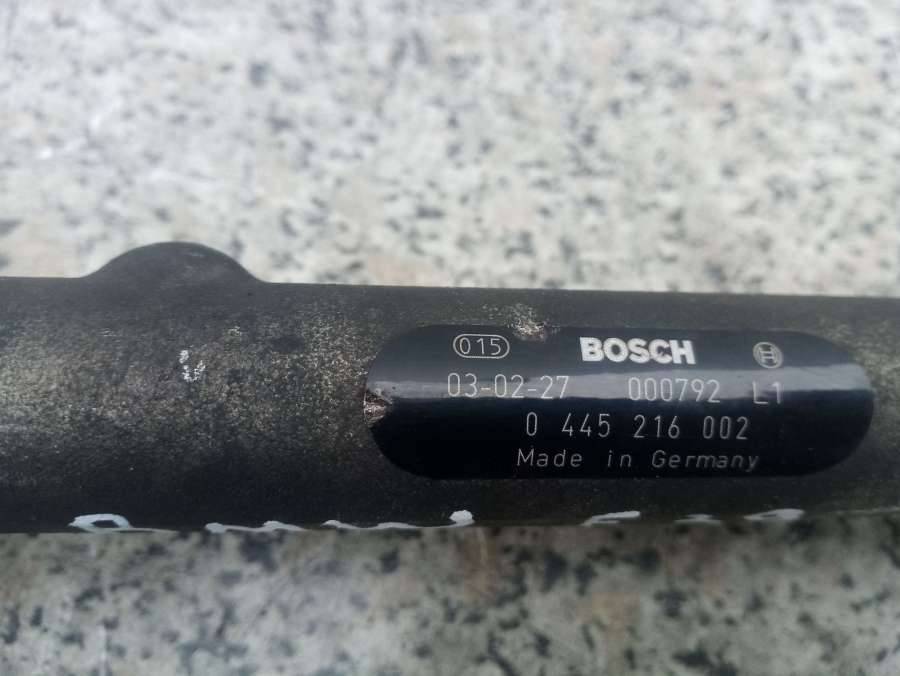 015 BOSCH
03-02-27 000792 L1
0 445 216 002
Made in Germany